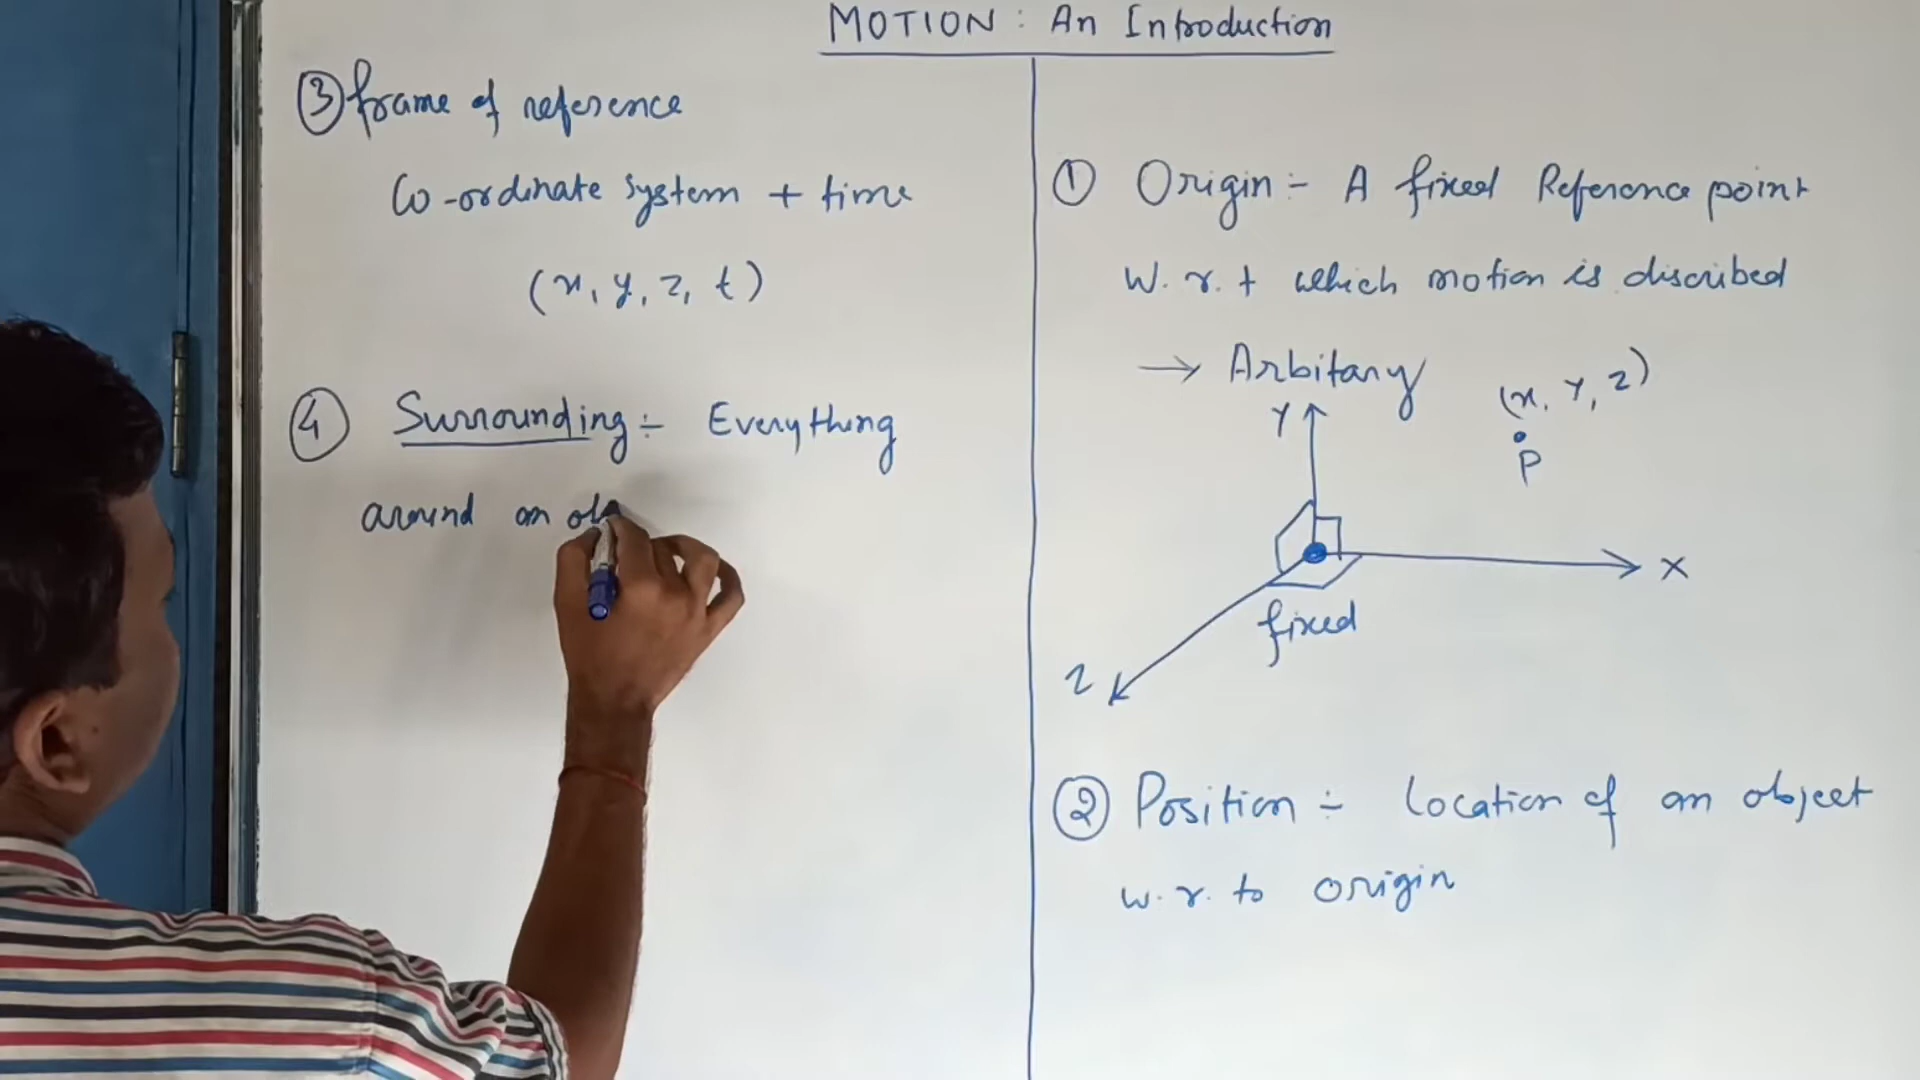 MOTION : An Introduction
③ frame of reference
Co-ordinate system + time
(x, y, z, t)
④ Surrounding :- Everything
around an
① Origin :- A fixed Reference point
w. r. t which motion is discribed
→ Arbitary
(x, y, z)
P
Y
X
fixed
Z
② Position :- Location of an object
w. r. to origin